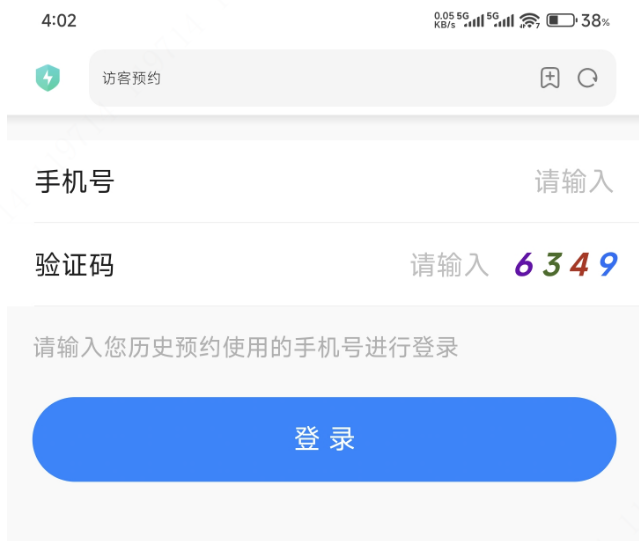 4:02 0.05 KB/s 5G 5G 7 38%
访客预约
手机号 请输入
验证码 请输入 6349
请输入您历史预约使用的手机号进行登录
登录